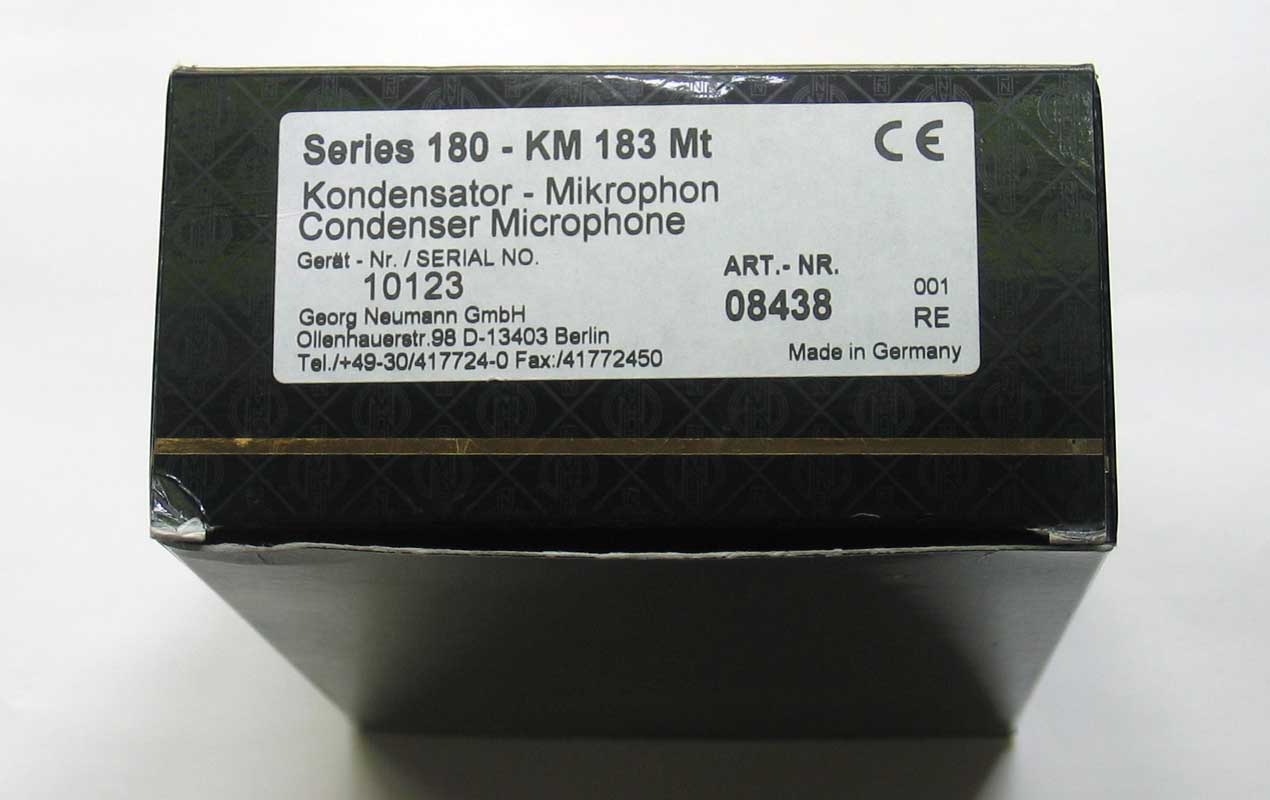 Series 180 - KM 183 Mt
CE
Kondensator - Mikrophon
Condenser Microphone
Gerät - Nr. / SERIAL NO.
10123
ART.- NR.
08438
001
RE
Georg Neumann GmbH
Ollenhauerstr.98 D-13403 Berlin
Tel./+49-30/417724-0 Fax:/41772450
Made in Germany